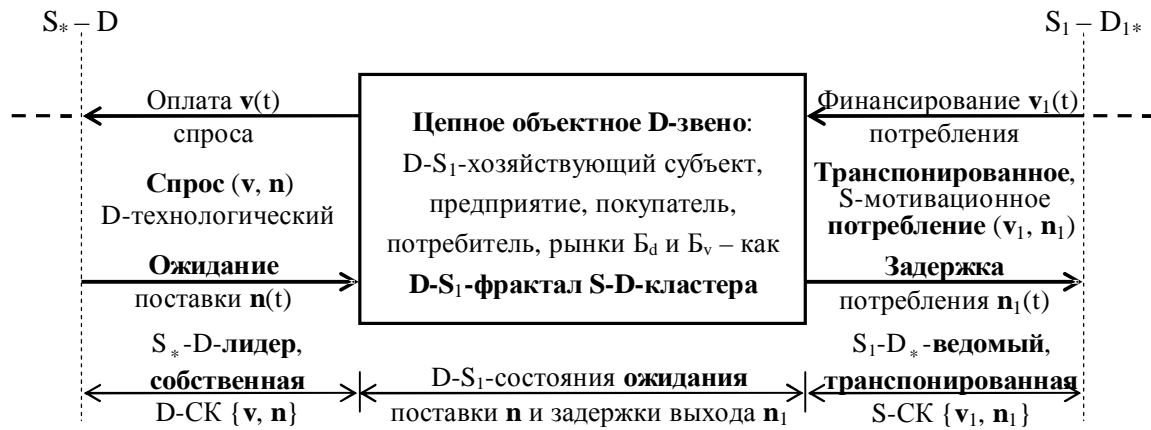 S* – D
S₁ – D₁*
Оплата v(t)
спроса
Спрос (v, n)
D-технологический
Ожидание
поставки n(t)
S*-D-лидер,
собственная
D-СК {v, n}
Цепное объектное D-звено:
D-S₁-хозяйствующий субъект,
предприятие, покупатель,
потребитель, рынки Бd и Бv – как
D-S₁-фрактал S-D-кластера
D-S₁-состояния ожидания
поставки n и задержки выхода n₁
Финансирование v₁(t)
потребления
Транспонированное,
S-мотивационное
потребление (v₁, n₁)
Задержка
потребления n₁(t)
S₁-D*-ведомый,
транспонированная
S-СК {v₁, n₁}